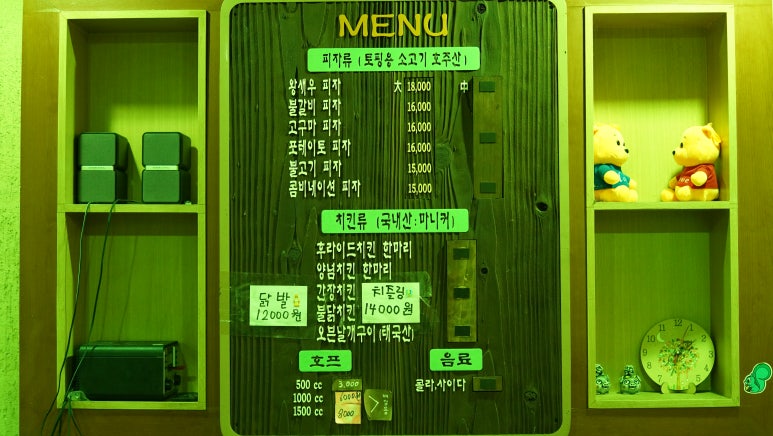 MENU
피자류 (토핑용 소고기 호주산)
왕새우 피자 大 18,000 中
불갈비 피자 16,000
고구마 피자 16,000
포테이토 피자 16,000
불고기 피자 15,000
콤비네이션 피자 15,000
치킨류 (국내산:마니커)
후라이드치킨 한마리
양념치킨 한마리
간장치킨
불닭치킨
오븐날개구이(태국산)
닭발
12000원
치즐링
14000원
호프
500 cc 3,000
1000 cc
1500 cc 8000
음료
콜라.사이다